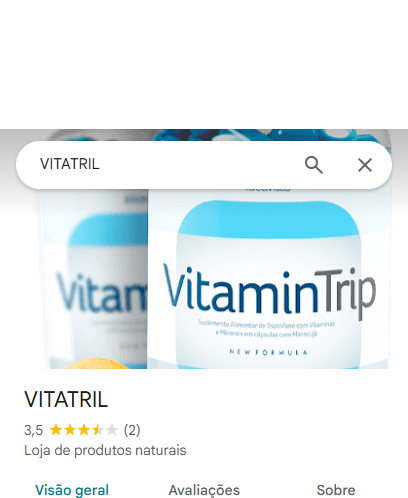 VITATRIL
VitaminTrip
Suplemento Alimentar de Triptofano com Vitaminas
e Minerais em cápsulas com Maracujá
NEW FORMULA
VITATRIL
3,5 (2)
Loja de produtos naturais
Visão geral Avaliações Sobre